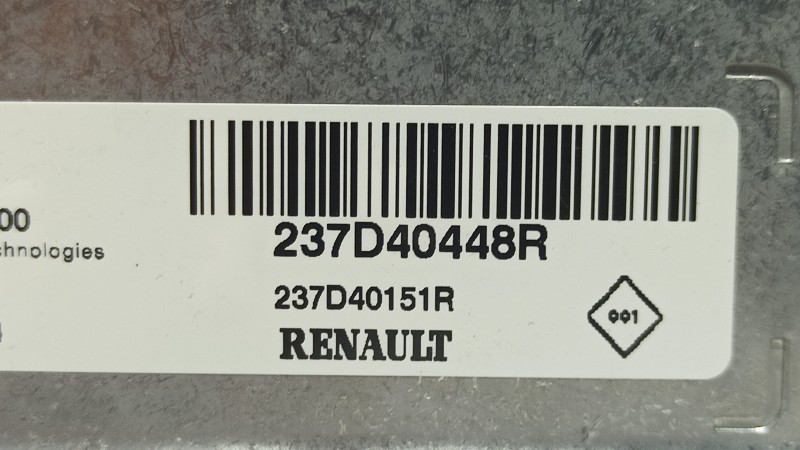 00
chnologies
237D40448R
237D40151R
RENAULT
001